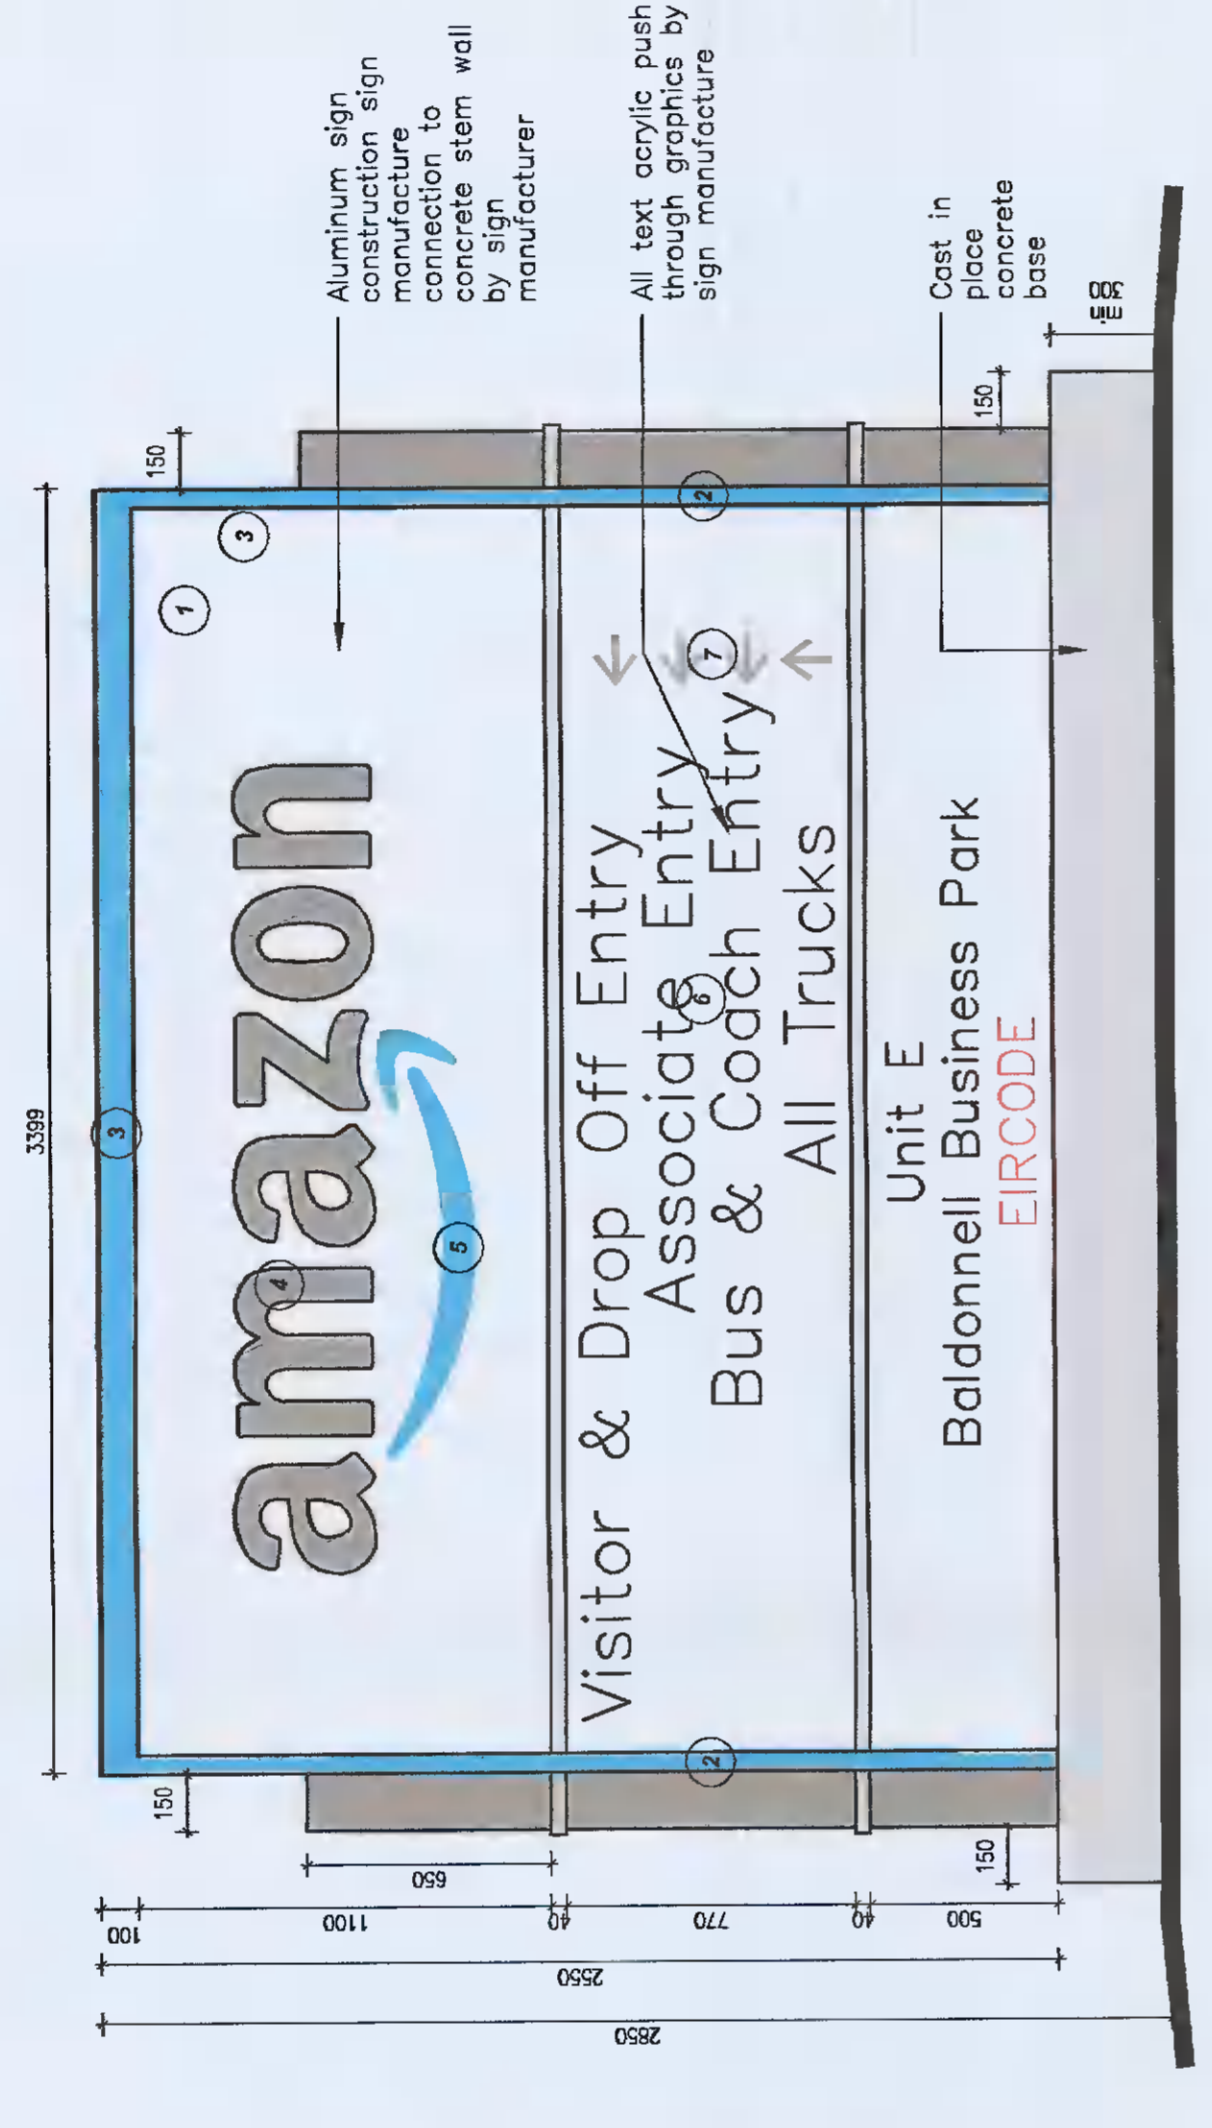 3399
150
150
3
1
3
amazon
4
5
Aluminum sign
construction sign
manufacture
connection to
concrete stem wall
by sign
manufacturer
Visitor & Drop Off Entry
Associate Entry
Bus & Coach Entry
All Trucks
2
6
7
2
All text acrylic push
through graphics by
sign manufacture
Unit E
Baldonnell Business Park
EIRCODE
Cast in
place
concrete
base
150
150
300
Min.
100
1100
650
40
770
40
500
2550
2850